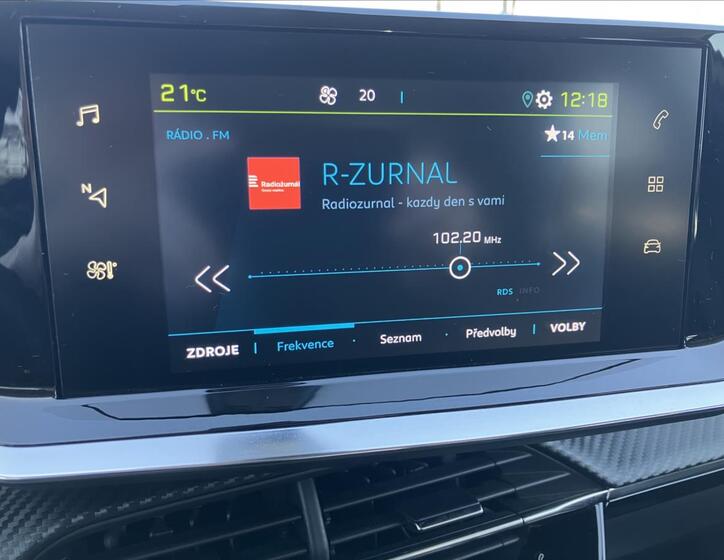 21°C 20 12:18
RÁDIO . FM 14 Mem
N
Radiožurnál
R-ZURNAL
Radiozurnal - kazdy den s vami
102.20 MHz
RDS INFO
ZDROJE Frekvence Seznam Předvolby VOLBY